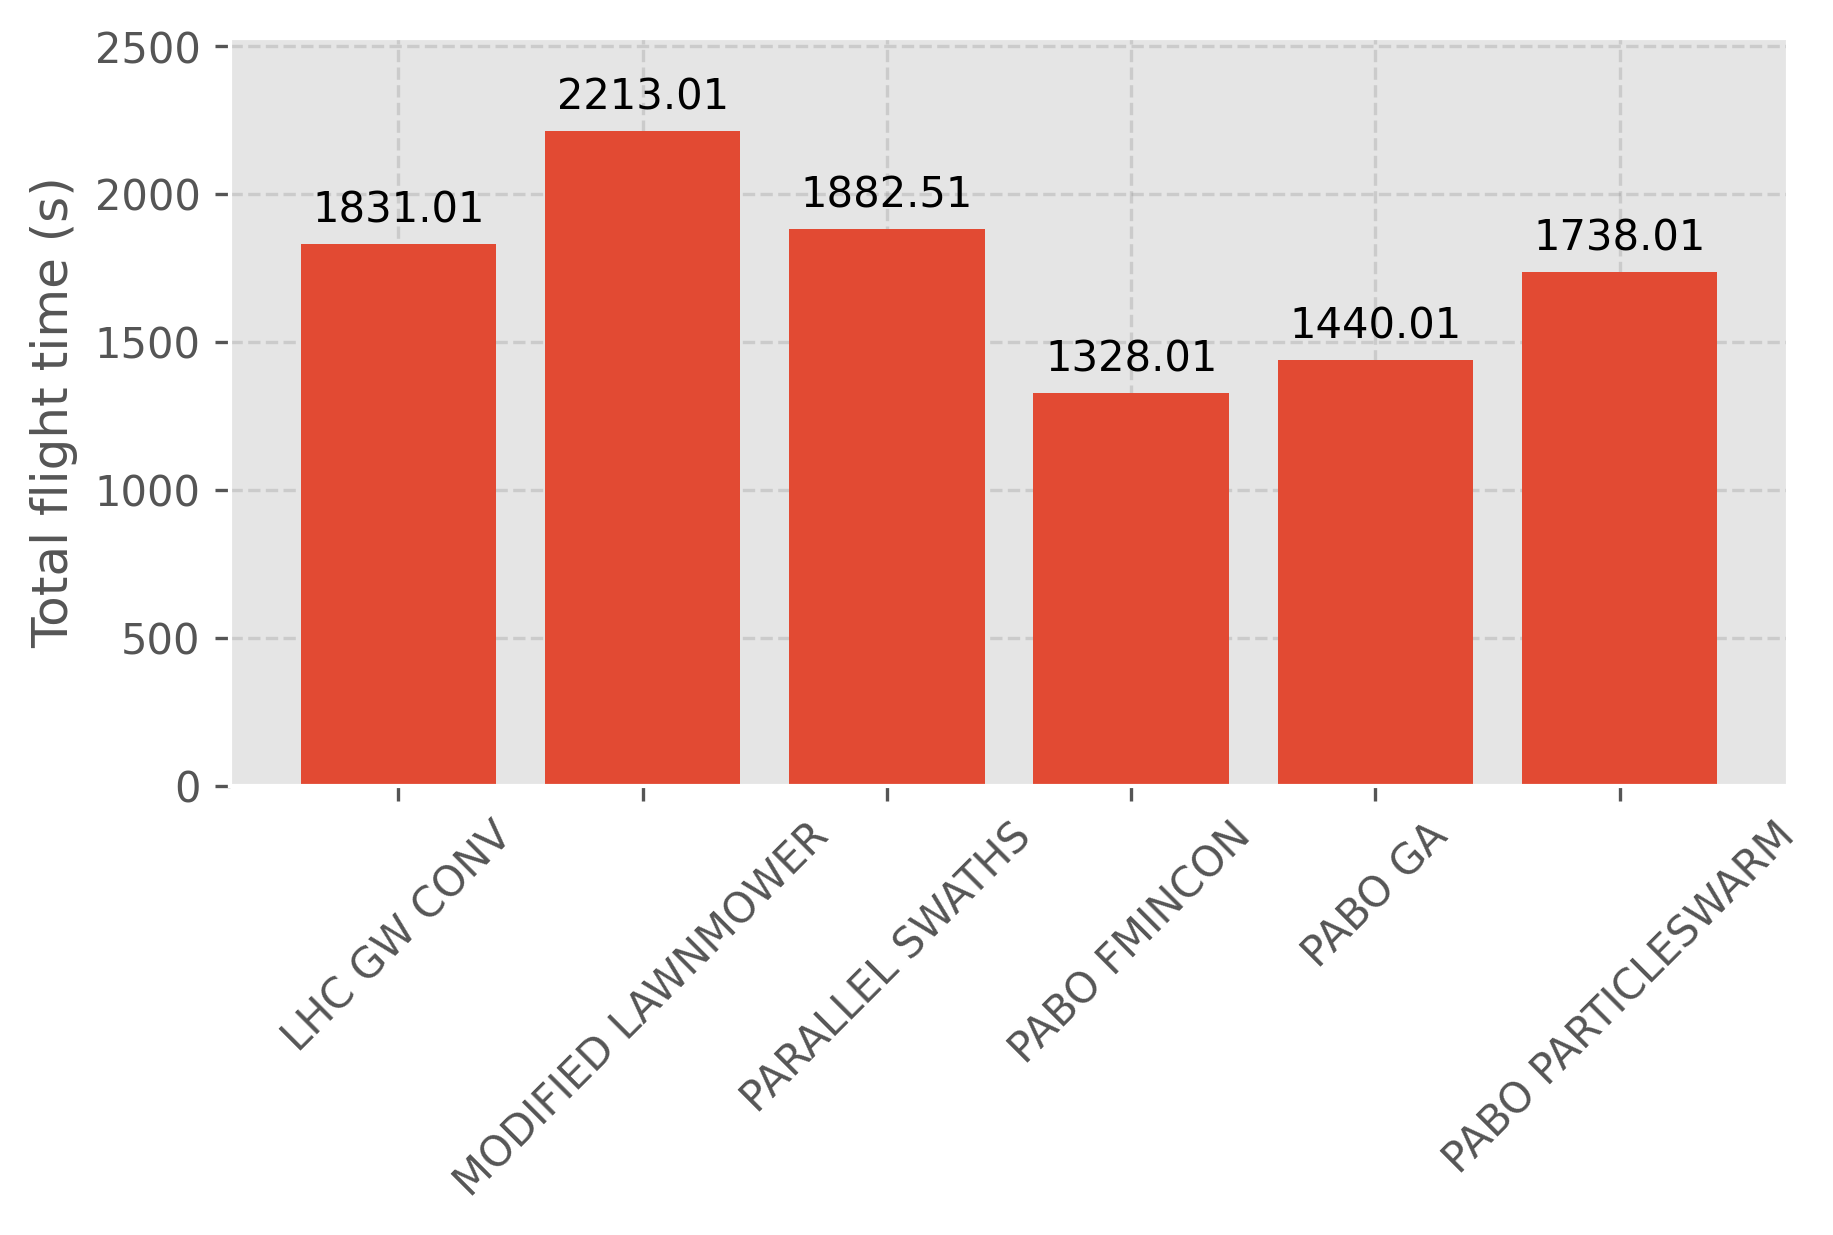 Total flight time (s)
2500
2000
1500
1000
500
0
1831.01
2213.01
1882.51
1328.01
1440.01
1738.01
LHC GW CONV
MODIFIED LAWNMOWER
PARALLEL SWATHS
PABO FMINCON
PABO GA
PABO PARTICLESWARM